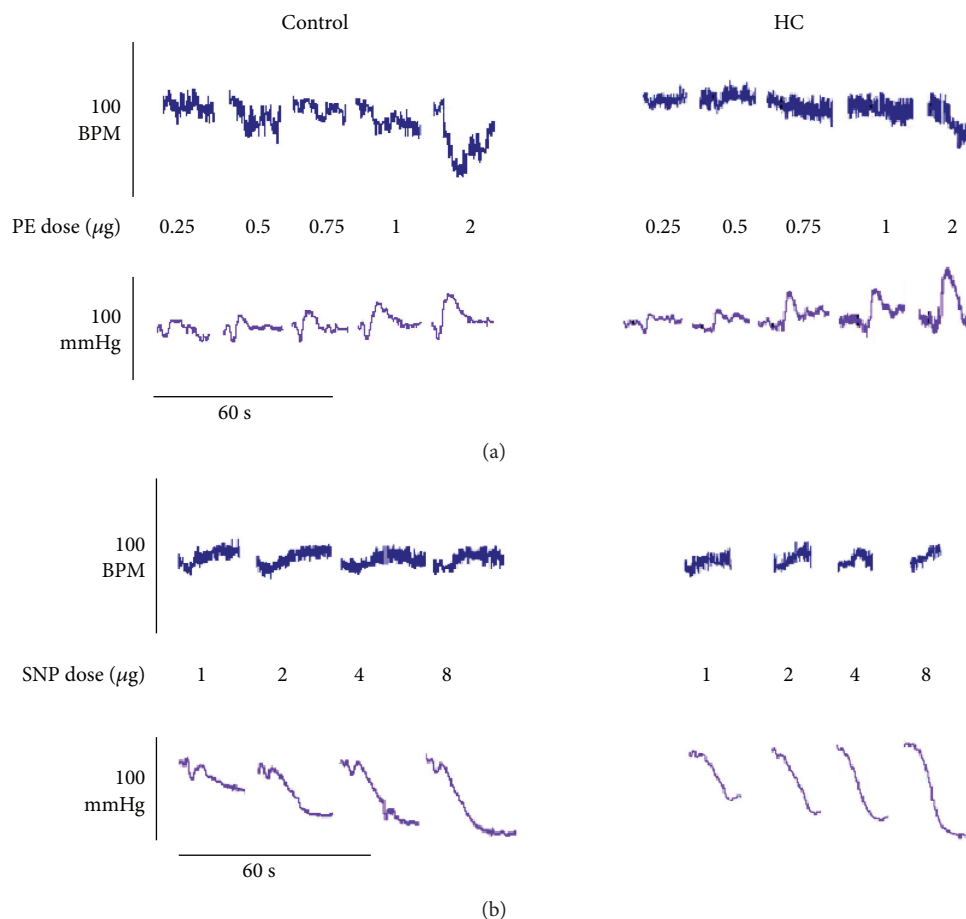 Control HC
100
BPM
PE dose (μg) 0.25 0.5 0.75 1 2 0.25 0.5 0.75 1 2
100
mmHg
60 s
(a)
100
BPM
SNP dose (μg) 1 2 4 8 1 2 4 8
100
mmHg
60 s
(b)